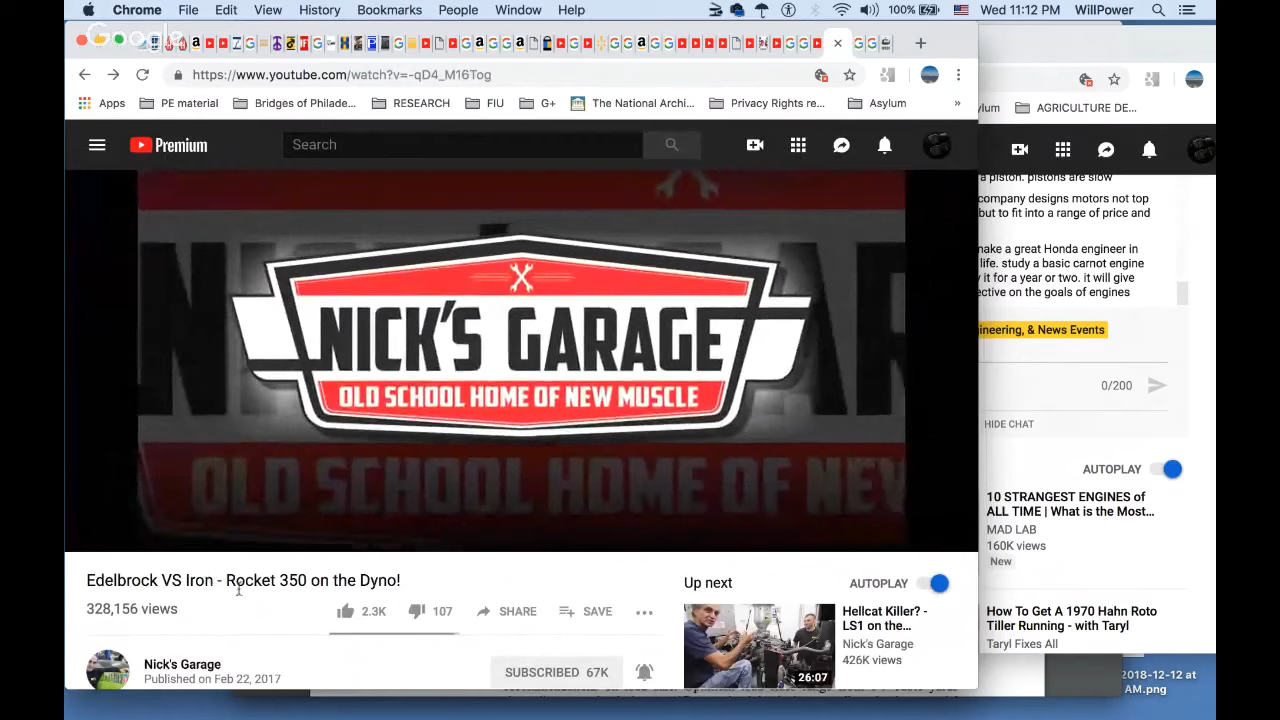 Chrome File Edit View History Bookmarks People Window Help 100% Wed 11:12 PM WillPower
https://www.youtube.com/watch?v=-qD4_M16Tog
Apps PE material Bridges of Philade... RESEARCH FIU G+ The National Archi... Privacy Rights re... Asylum »
ylum AGRICULTURE DE...
Premium
Search
NICK'S GARAGE
OLD SCHOOL HOME OF NEW MUSCLE
OLD SCHOOL HOME OF NEW
Edelbrock VS Iron - Rocket 350 on the Dyno!
328,156 views
2.3K 107 SHARE SAVE
Nick's Garage
Published on Feb 22, 2017
SUBSCRIBED 67K
Up next
AUTOPLAY
Hellcat Killer? -
LS1 on the...
Nick's Garage
426K views
26:07
a piston. pistons are slow
company designs motors not top
but to fit into a range of price and
make a great Honda engineer in
life. study a basic carnot engine
it for a year or two. it will give
ective on the goals of engines
ineering, & News Events
0/200
HIDE CHAT
AUTOPLAY
10 STRANGEST ENGINES of
ALL TIME | What is the Most...
MAD LAB
160K views
New
How To Get A 1970 Hahn Roto
Tiller Running - with Taryl
Taryl Fixes All
2018-12-12 at
AM.png